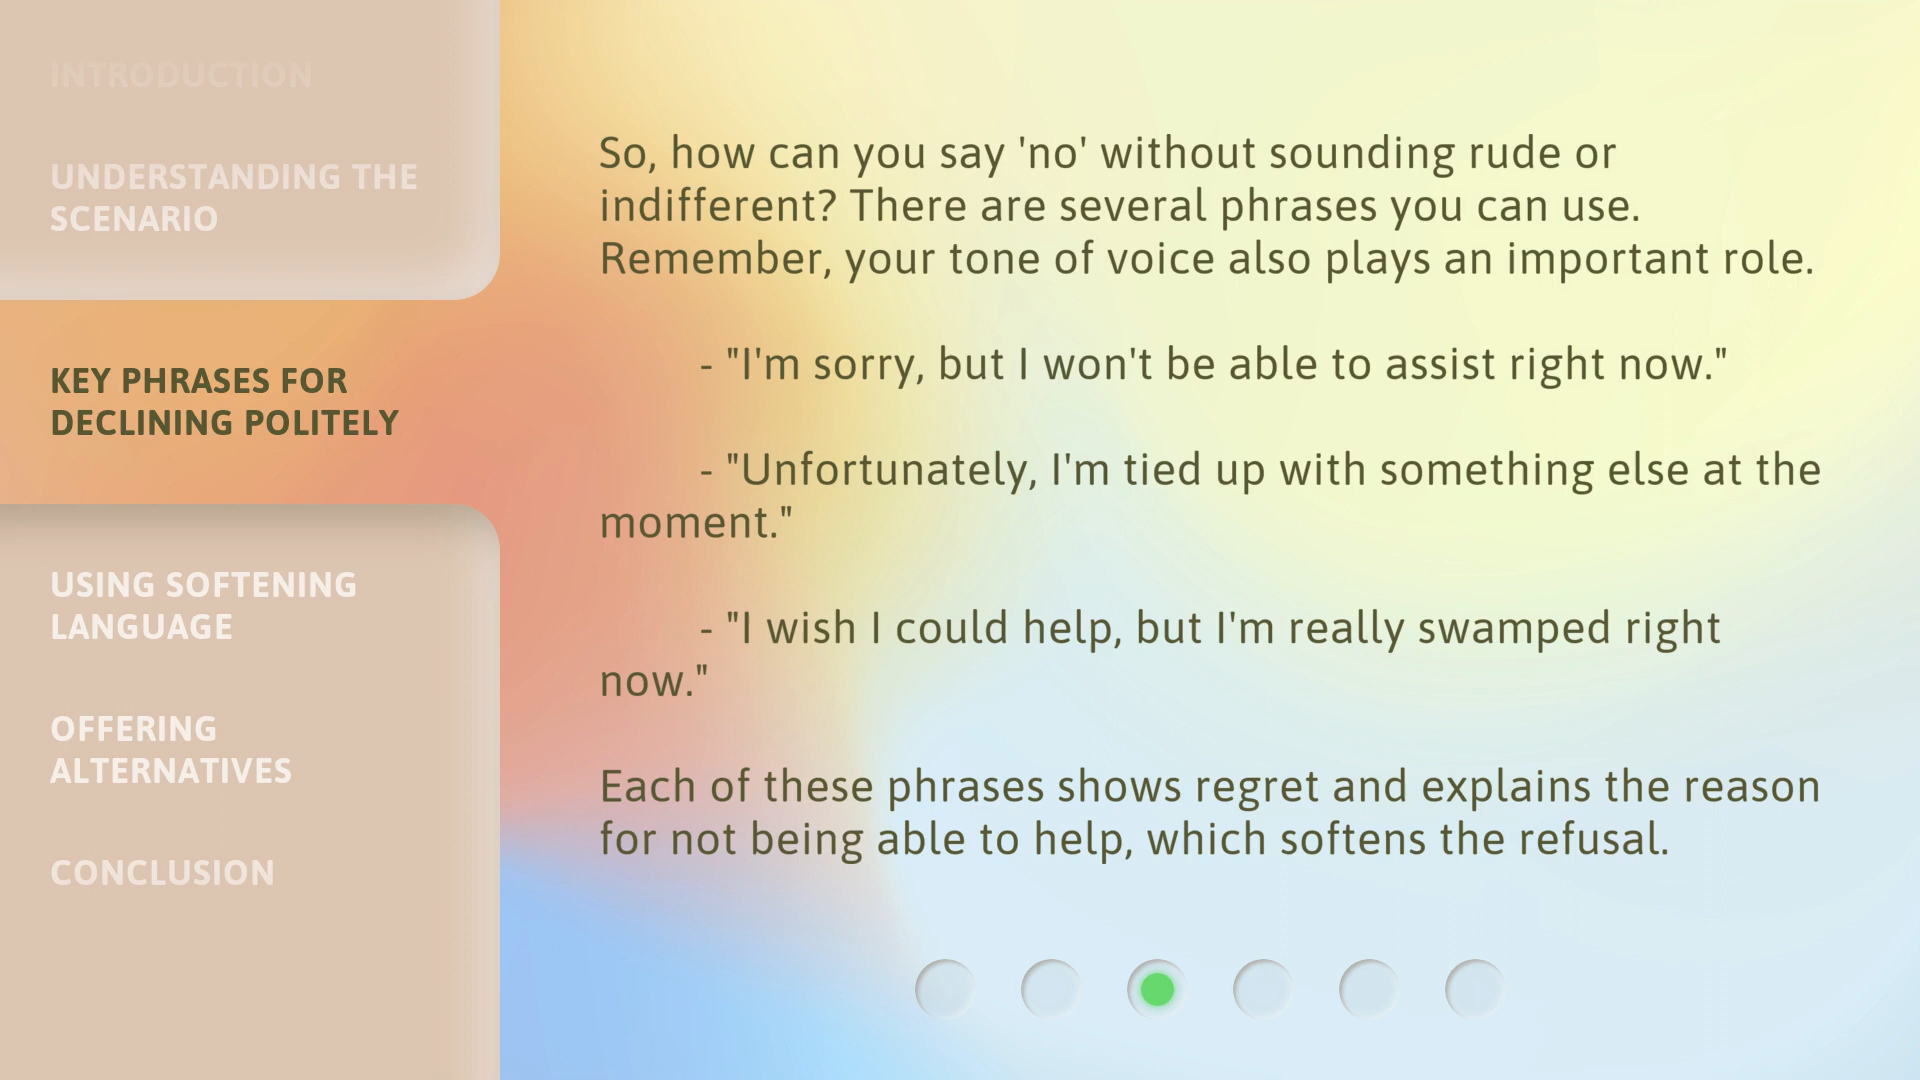 INTRODUCTION
UNDERSTANDING THE
SCENARIO
KEY PHRASES FOR
DECLINING POLITELY
USING SOFTENING
LANGUAGE
OFFERING
ALTERNATIVES
CONCLUSION
So, how can you say 'no' without sounding rude or
indifferent? There are several phrases you can use.
Remember, your tone of voice also plays an important role.
- "I'm sorry, but I won't be able to assist right now."
- "Unfortunately, I'm tied up with something else at the
moment."
- "I wish I could help, but I'm really swamped right
now."
Each of these phrases shows regret and explains the reason
for not being able to help, which softens the refusal.